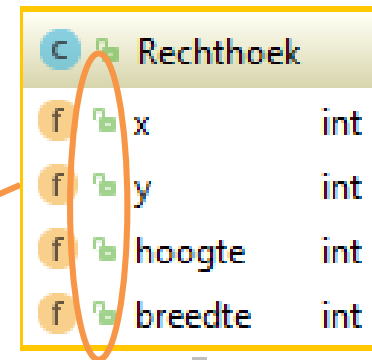 C Rechthoek
f x int
f y int
f hoogte int
f breedte int